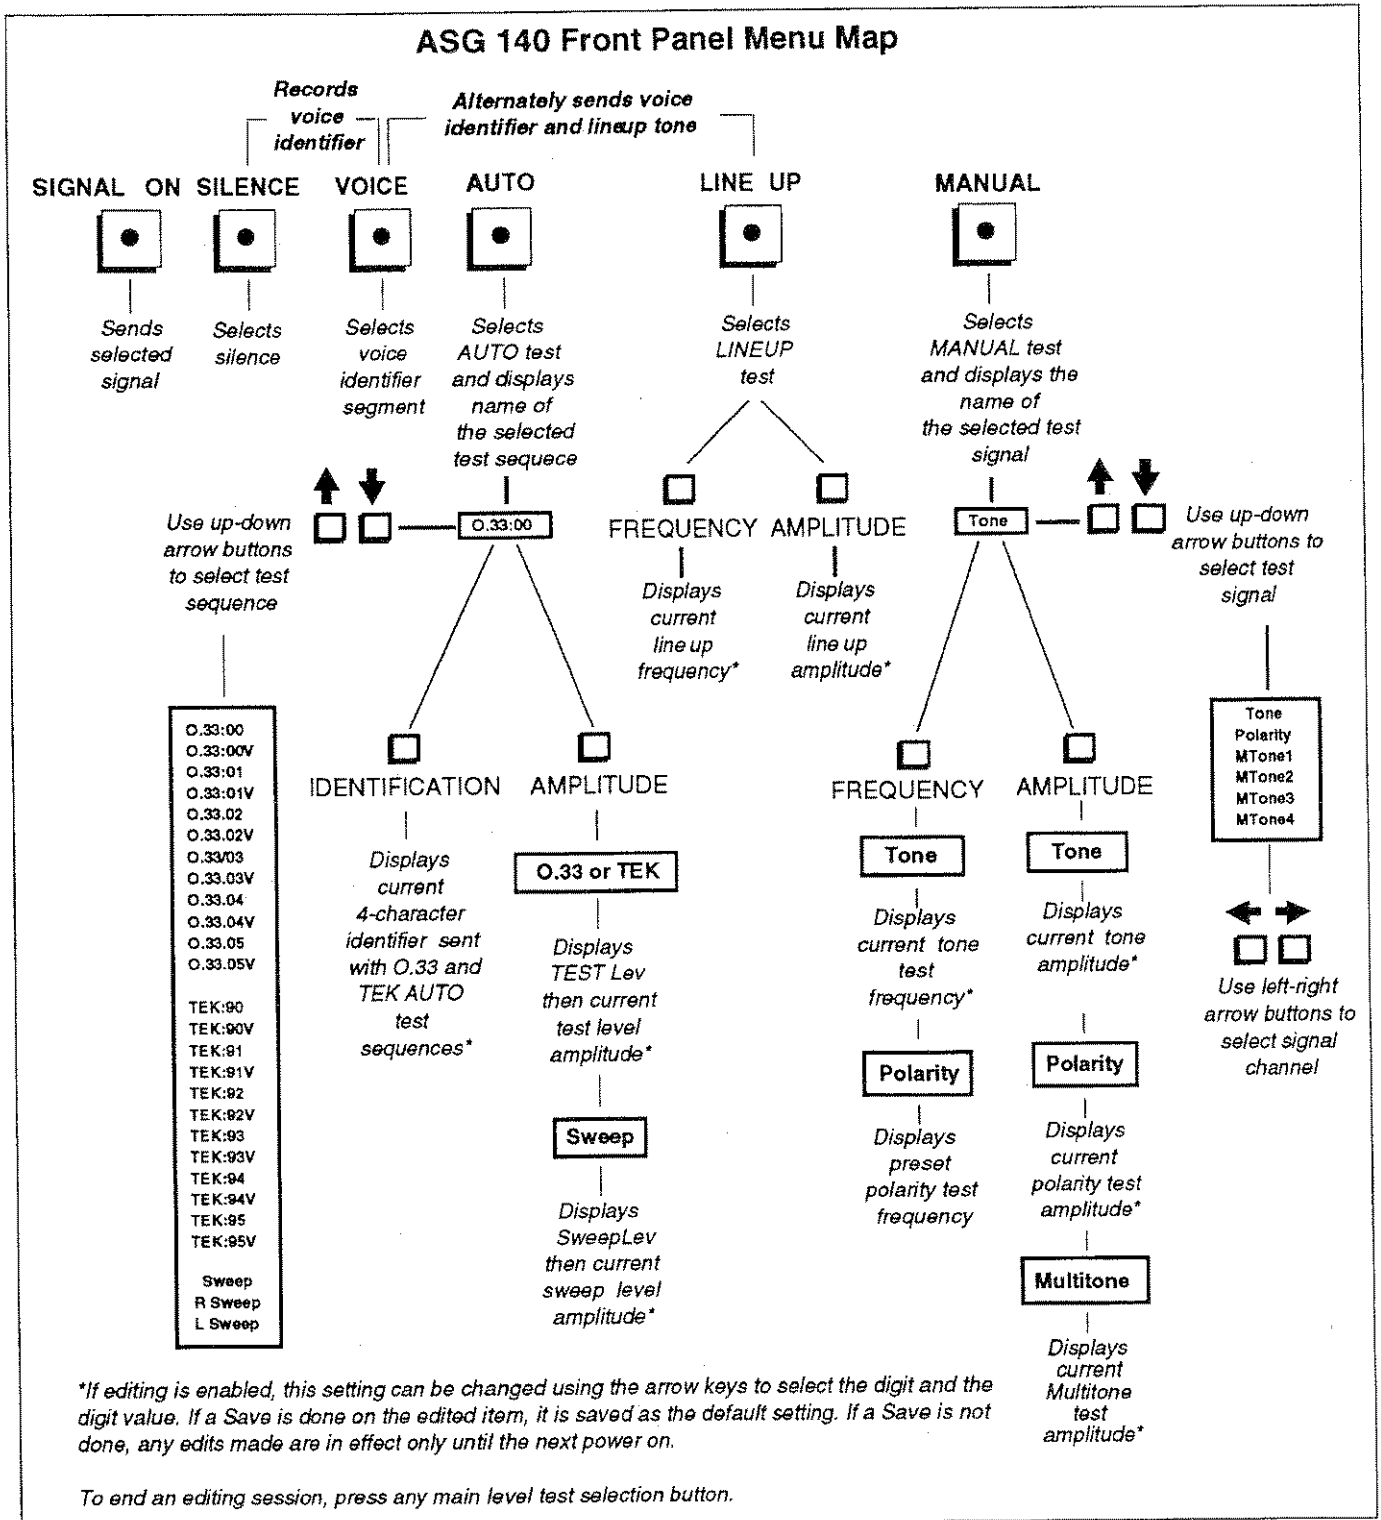 ASG 140 Front Panel Menu Map
Records
voice
identifier
Alternately sends voice
identifier and lineup tone
SIGNAL ON
SILENCE
VOICE
AUTO
LINE UP
MANUAL
Sends
selected
signal
Selects
silence
Selects
voice
identifier
segment
Selects
AUTO test
and displays
name of
the selected
test sequece
Selects
LINEUP
test
Selects
MANUAL test
and displays the
name of
the selected test
signal
Use up-down
arrow buttons
to select test
sequence
O.33:00
FREQUENCY
AMPLITUDE
Displays
current
line up
frequency*
Displays
current
line up
amplitude*
Tone
Use up-down
arrow buttons to
select test
signal
O.33:00
O.33:00V
O.33:01
O.33:01V
O.33.02
O.33.02V
O.33/03
O.33.03V
O.33.04
O.33.04V
O.33.05
O.33.05V
TEK:90
TEK:90V
TEK:91
TEK:91V
TEK:92
TEK:92V
TEK:93
TEK:93V
TEK:94
TEK:94V
TEK:95
TEK:95V
Sweep
R Sweep
L Sweep
IDENTIFICATION
Displays
current
4-character
identifier sent
with O.33 and
TEK AUTO
test
sequences*
AMPLITUDE
O.33 or TEK
Displays
TEST Lev
then current
test level
amplitude*
Sweep
Displays
SweepLev
then current
sweep level
amplitude*
FREQUENCY
Tone
Displays
current tone
test
frequency*
Polarity
Displays
preset
polarity test
frequency
AMPLITUDE
Tone
Displays
current tone
amplitude*
Polarity
Displays
current
polarity test
amplitude*
Multitone
Displays
current
Multitone
test
amplitude*
Tone
Polarity
MTone1
MTone2
MTone3
MTone4
Use left-right
arrow buttons to
select signal
channel
*If editing is enabled, this setting can be changed using the arrow keys to select the digit and the
digit value. If a Save is done on the edited item, it is saved as the default setting. If a Save is not
done, any edits made are in effect only until the next power on.
To end an editing session, press any main level test selection button.